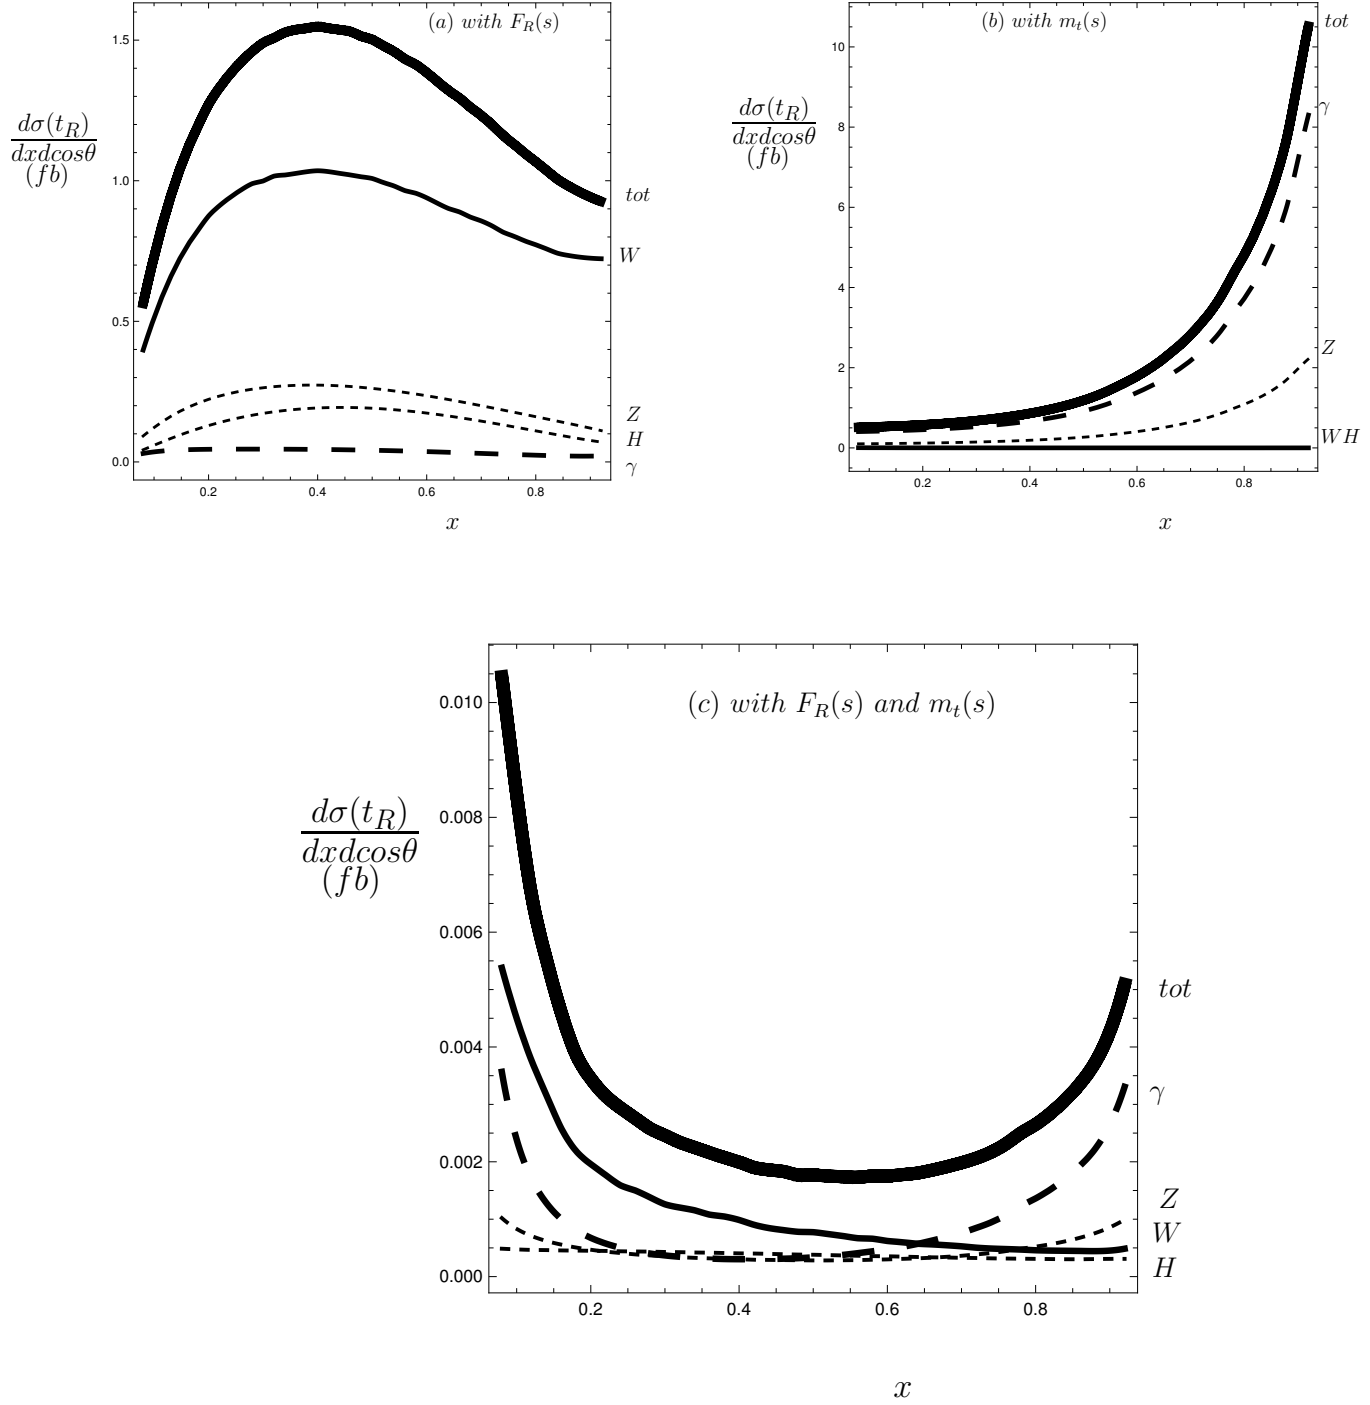 (a) with F_R(s)
1.5
1.0
0.5
0.0
dσ(t_R)
dxdcosθ
(fb)
tot
W
Z
H
γ
0.2 0.4 0.6 0.8
x
(b) with m_t(s)
10
8
6
4
2
0
dσ(t_R)
dxdcosθ
(fb)
tot
γ
Z
WH
0.2 0.4 0.6 0.8
x
(c) with F_R(s) and m_t(s)
0.010
0.008
0.006
0.004
0.002
0.000
dσ(t_R)
dxdcosθ
(fb)
tot
γ
Z
W
H
0.2 0.4 0.6 0.8
x